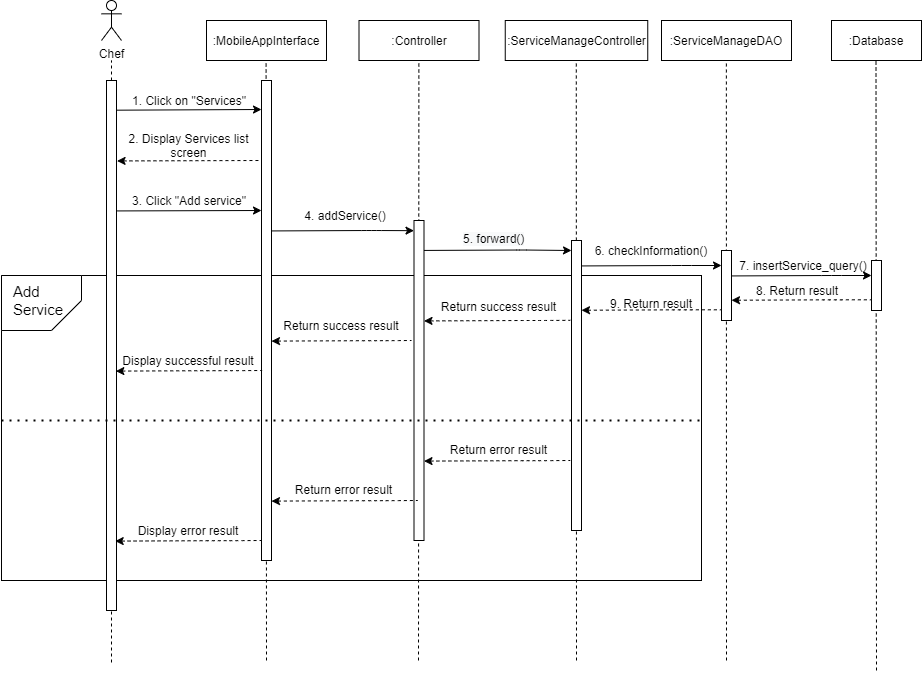 Chef
:MobileAppInterface
:Controller
:ServiceManageController
:ServiceManageDAO
:Database
1. Click on "Services"
2. Display Services list
screen
3. Click "Add service"
4. addService()
5. forward()
6. checkInformation()
7. insertService_query()
8. Return result
9. Return result
Add
Service
Return success result
Return success result
Display successful result
Return error result
Return error result
Display error result